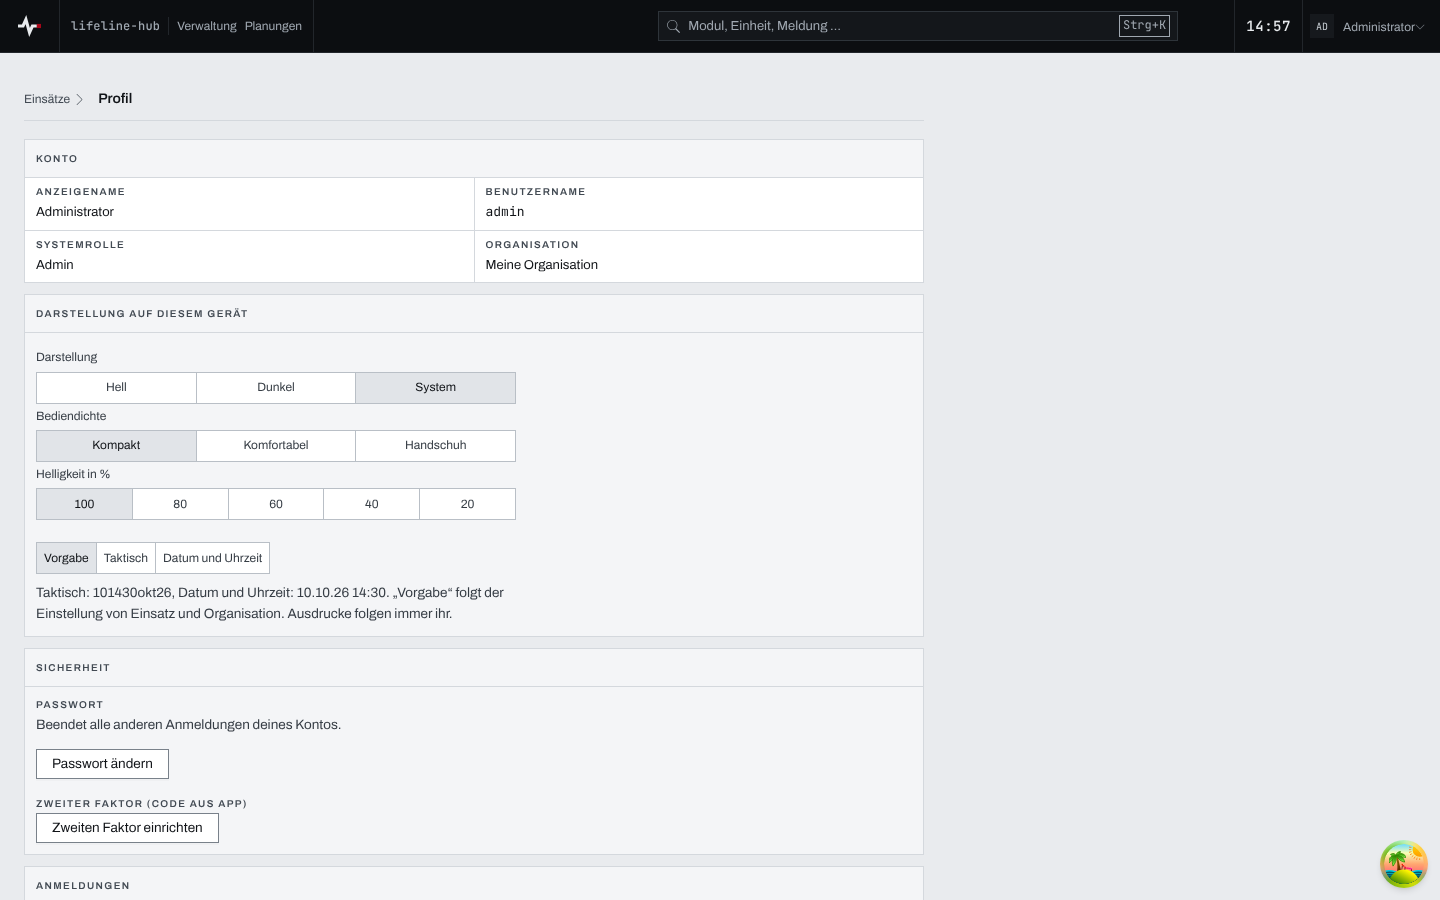 lifeline-hub Verwaltung Planungen Modul, Einheit, Meldung ... Strg+K 14:57 AD Administrator
Einsätze Profil
KONTO
ANZEIGENAME BENUTZERNAME
Administrator admin
SYSTEMROLLE ORGANISATION
Admin Meine Organisation
DARSTELLUNG AUF DIESEM GERÄT
Darstellung
Hell Dunkel System
Bediendichte
Kompakt Komfortabel Handschuh
Helligkeit in %
100 80 60 40 20
Vorgabe Taktisch Datum und Uhrzeit
Taktisch: 101430okt26, Datum und Uhrzeit: 10.10.26 14:30. „Vorgabe“ folgt der
Einstellung von Einsatz und Organisation. Ausdrucke folgen immer ihr.
SICHERHEIT
PASSWORT
Beendet alle anderen Anmeldungen deines Kontos.
Passwort ändern
ZWEITER FAKTOR (CODE AUS APP)
Zweiten Faktor einrichten
ANMELDUNGEN